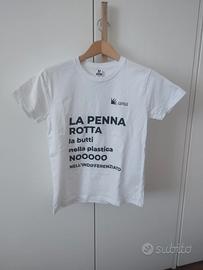 LA PENNA
ROTTA
la butti
nella plastica
NOOOOO
NELL'INDIFFERENZIATO
subito